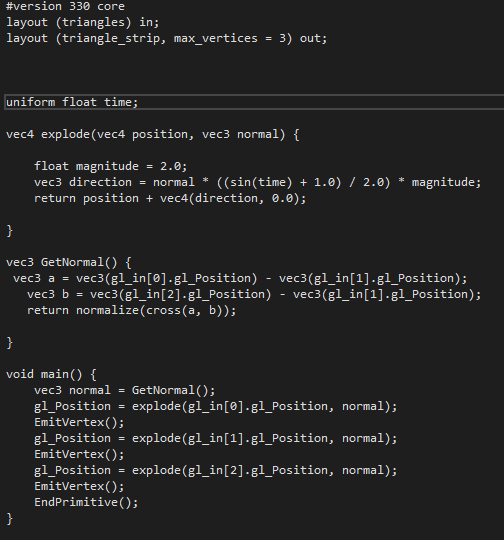 #version 330 core
layout (triangles) in;
layout (triangle_strip, max_vertices = 3) out;
uniform float time;
vec4 explode(vec4 position, vec3 normal) {
float magnitude = 2.0;
vec3 direction = normal * ((sin(time) + 1.0) / 2.0) * magnitude;
return position + vec4(direction, 0.0);
}
vec3 GetNormal() {
vec3 a = vec3(gl_in[0].gl_Position) - vec3(gl_in[1].gl_Position);
vec3 b = vec3(gl_in[2].gl_Position) - vec3(gl_in[1].gl_Position);
return normalize(cross(a, b));
}
void main() {
vec3 normal = GetNormal();
gl_Position = explode(gl_in[0].gl_Position, normal);
EmitVertex();
gl_Position = explode(gl_in[1].gl_Position, normal);
EmitVertex();
gl_Position = explode(gl_in[2].gl_Position, normal);
EmitVertex();
EndPrimitive();
}